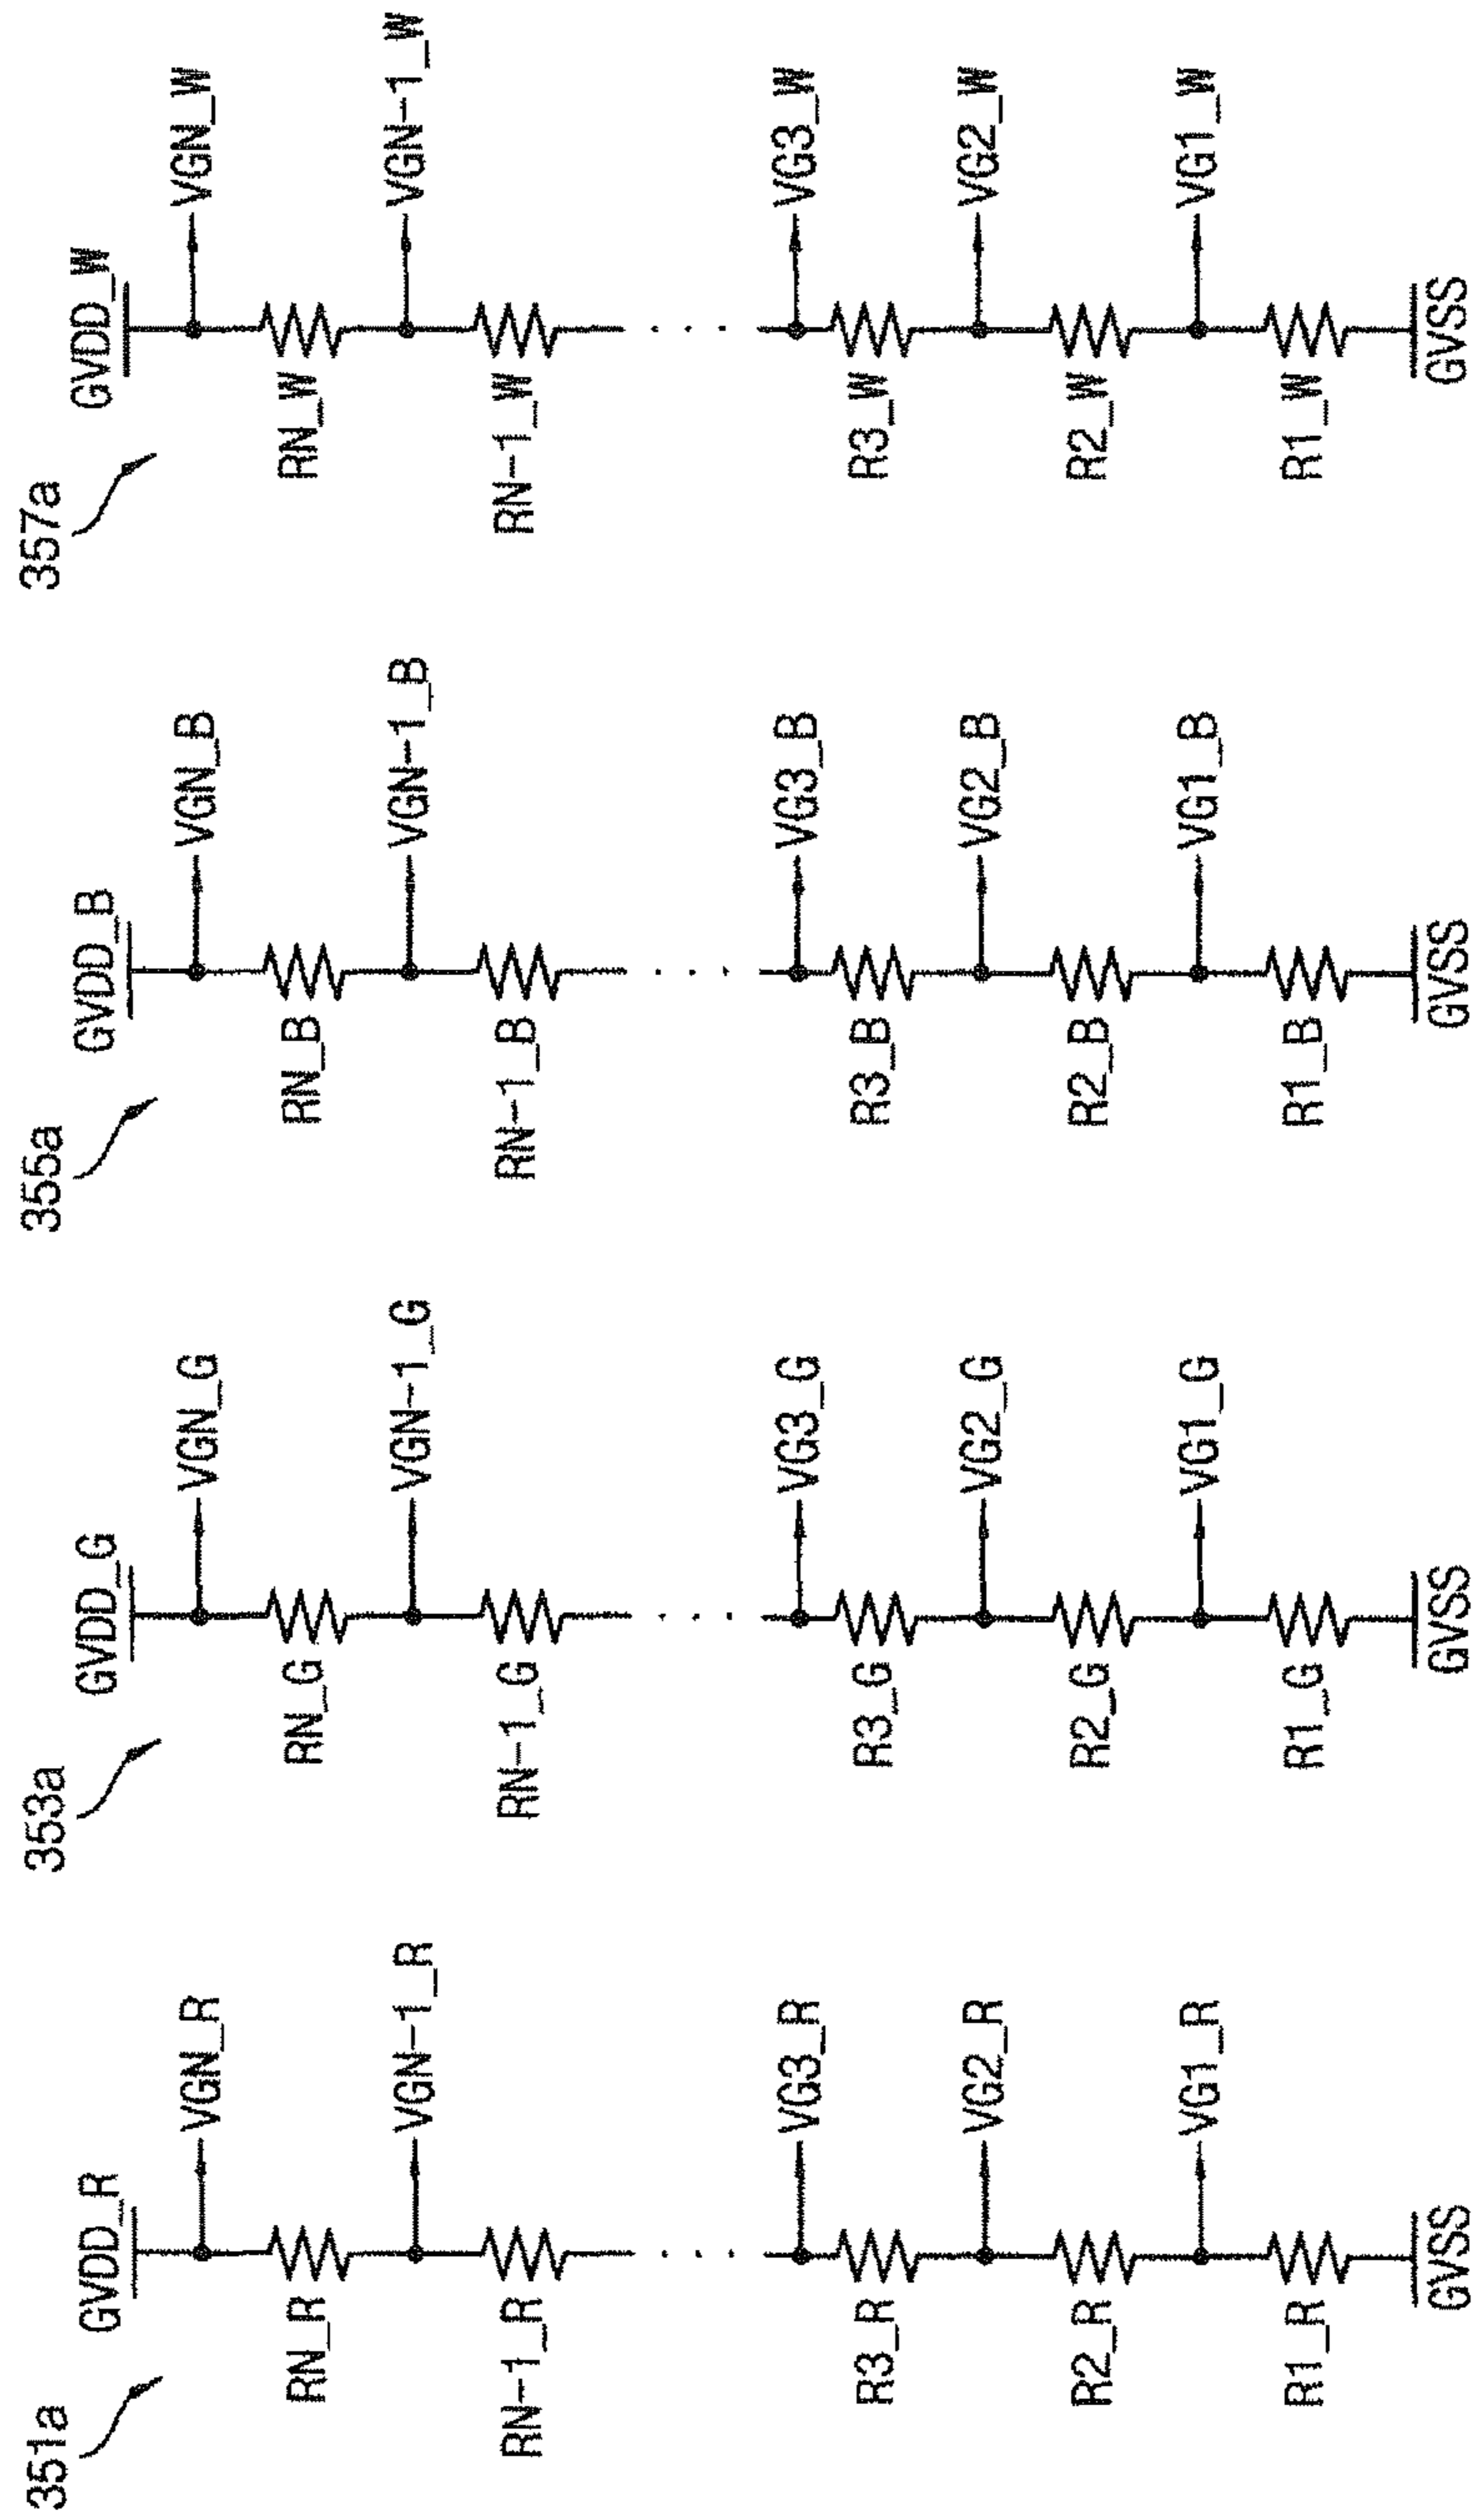 351a
GVDD_R
VGN_R
RN_R
VGN-1_R
RN-1_R
VG3_R
R3_R
VG2_R
R2_R
VG1_R
R1_R
GVSS
353a
GVDD_G
VGN_G
RN_G
VGN-1_G
RN-1_G
VG3_G
R3_G
VG2_G
R2_G
VG1_G
R1_G
GVSS
355a
GVDD_B
VGN_B
RN_B
VGN-1_B
RN-1_B
VG3_B
R3_B
VG2_B
R2_B
VG1_B
R1_B
GVSS
357a
GVDD_W
VGN_W
RN_W
VGN-1_W
RN-1_W
VG3_W
R3_W
VG2_W
R2_W
VG1_W
R1_W
GVSS